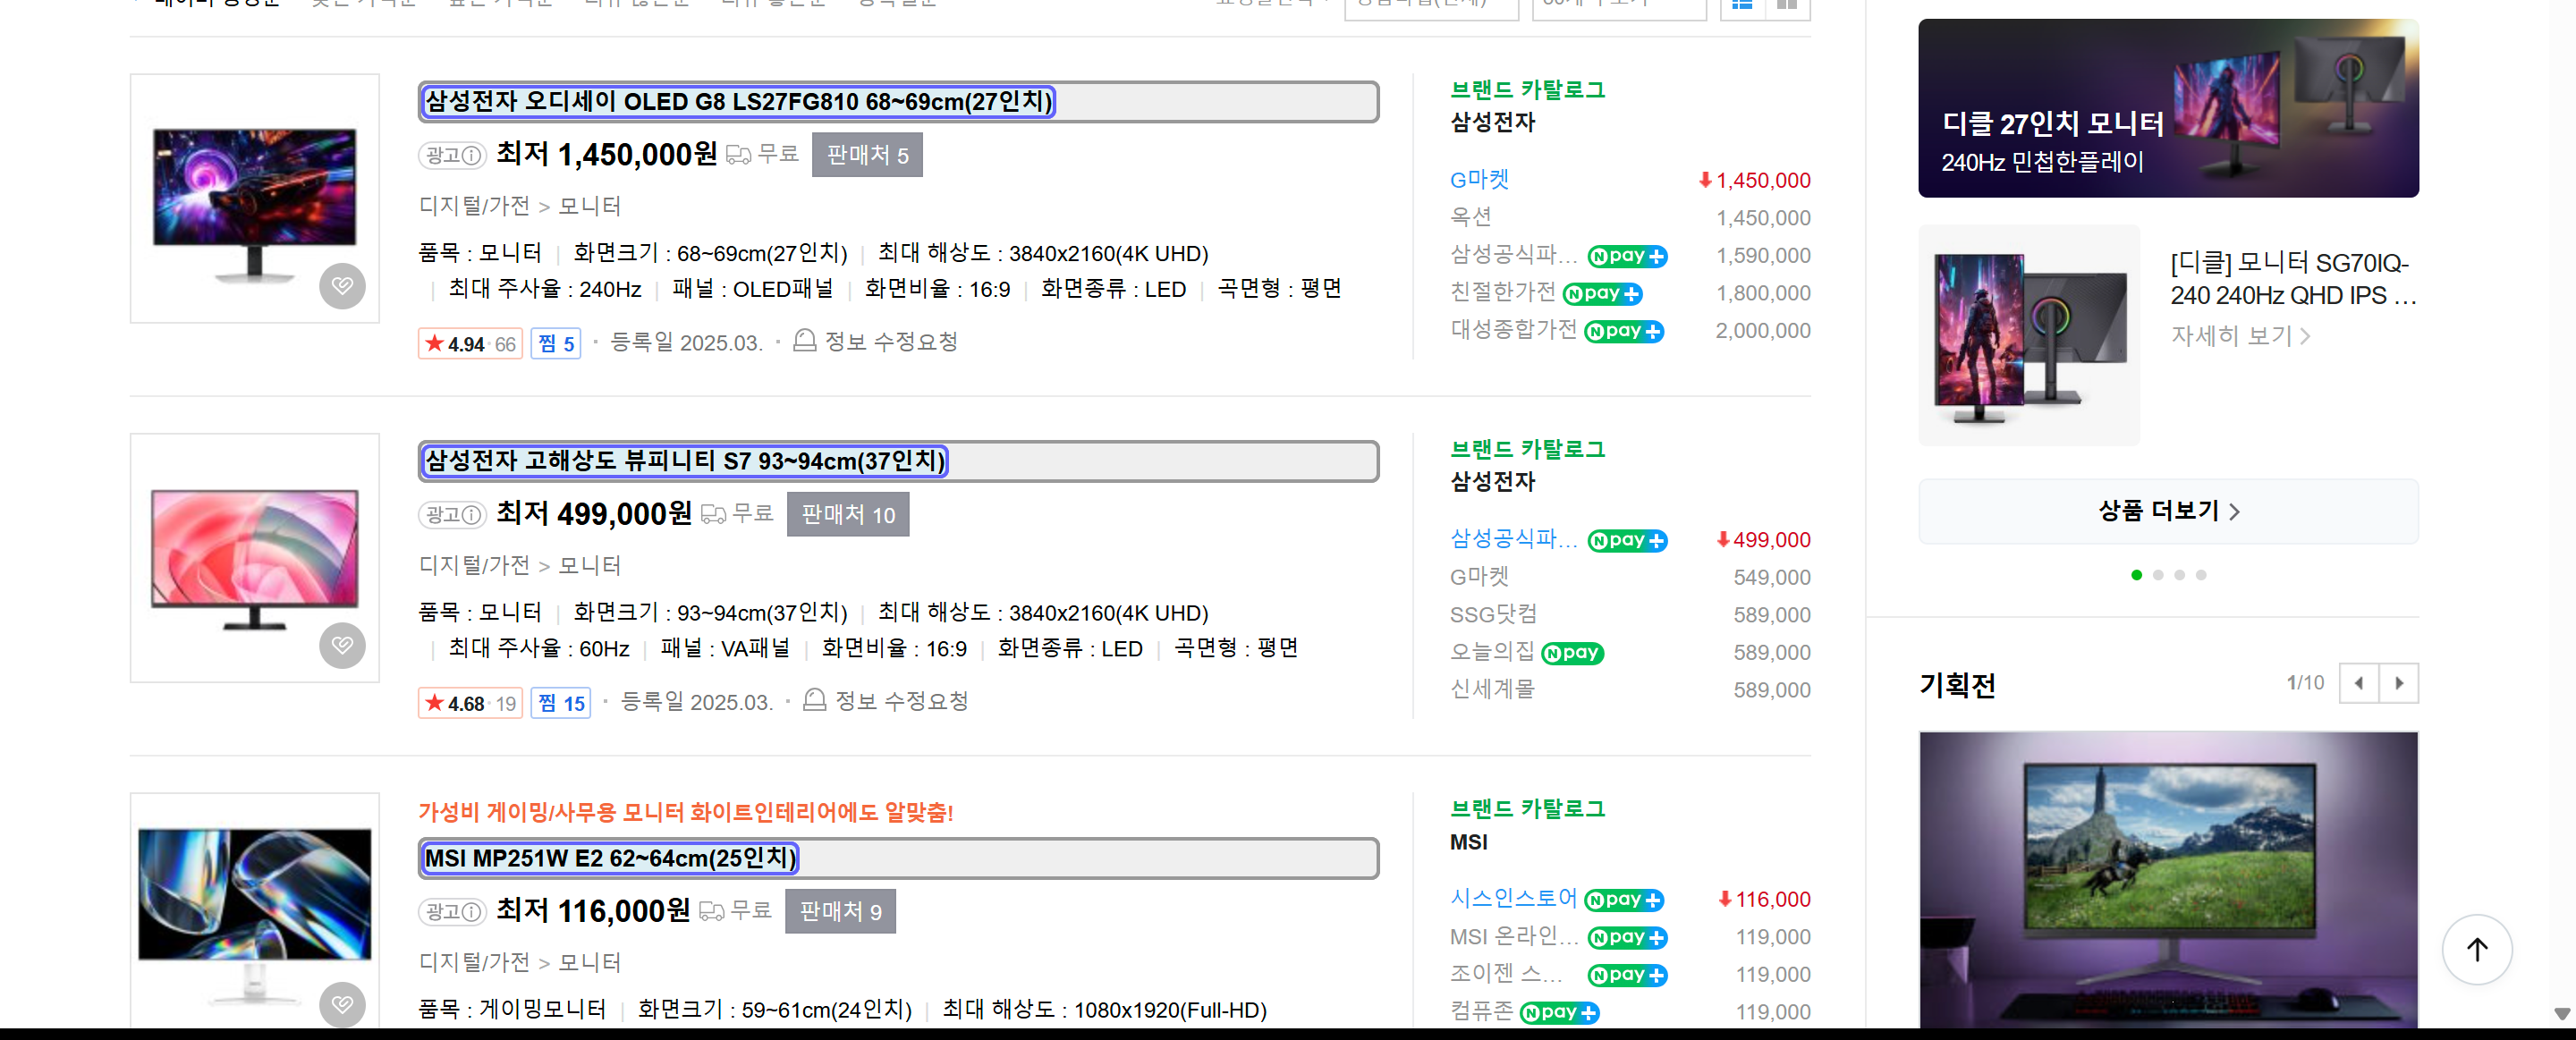 삼성전자 오디세이 OLED G8 LS27FG810 68~69cm(27인치)
광고 최저 1,450,000원 무료 판매처 5
디지털/가전 > 모니터
품목 : 모니터 | 화면크기 : 68~69cm(27인치) | 최대 해상도 : 3840x2160(4K UHD)
| 최대 주사율 : 240Hz | 패널 : OLED패널 | 화면비율 : 16:9 | 화면종류 : LED | 곡면형 : 평면
★ 4.94 · 66 찜 5 · 등록일 2025.03. · 정보 수정요청
브랜드 카탈로그
삼성전자
G마켓 1,450,000
옥션 1,450,000
삼성공식파... N pay+ 1,590,000
친절한가전 N pay+ 1,800,000
대성종합가전 N pay+ 2,000,000
삼성전자 고해상도 뷰피니티 S7 93~94cm(37인치)
광고 최저 499,000원 무료 판매처 10
디지털/가전 > 모니터
품목 : 모니터 | 화면크기 : 93~94cm(37인치) | 최대 해상도 : 3840x2160(4K UHD)
| 최대 주사율 : 60Hz | 패널 : VA패널 | 화면비율 : 16:9 | 화면종류 : LED | 곡면형 : 평면
★ 4.68 · 19 찜 15 · 등록일 2025.03. · 정보 수정요청
브랜드 카탈로그
삼성전자
삼성공식파... N pay+ 499,000
G마켓 549,000
SSG닷컴 589,000
오늘의집 N pay 589,000
신세계몰 589,000
가성비 게이밍/사무용 모니터 화이트인테리어에도 알맞춤!
MSI MP251W E2 62~64cm(25인치)
광고 최저 116,000원 무료 판매처 9
디지털/가전 > 모니터
품목 : 게이밍모니터 | 화면크기 : 59~61cm(24인치) | 최대 해상도 : 1080x1920(Full-HD)
브랜드 카탈로그
MSI
시스인스토어 N pay+ 116,000
MSI 온라인... N pay+ 119,000
조이젠 스... N pay+ 119,000
컴퓨존 N pay+ 119,000
디클 27인치 모니터
240Hz 민첩한플레이
[디클] 모니터 SG70IQ-
240 240Hz QHD IPS ...
자세히 보기 >
상품 더보기 >
기획전 1/10